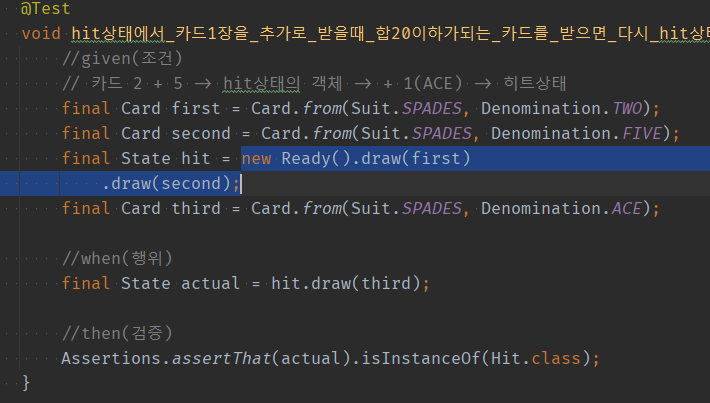 @Test
void hit상태에서_카드1장을_추가로_받을때_합20이하가되는_카드를_받으면_다시_hit상태
//given(조건)
// 카드 2 + 5 -> hit상태의 객체 -> + 1(ACE) -> 히트상태
final Card first = Card.from(Suit.SPADES, Denomination.TWO);
final Card second = Card.from(Suit.SPADES, Denomination.FIVE);
final State hit = new Ready().draw(first)
.draw(second);
final Card third = Card.from(Suit.SPADES, Denomination.ACE);
//when(행위)
final State actual = hit.draw(third);
//then(검증)
Assertions.assertThat(actual).isInstanceOf(Hit.class);
}